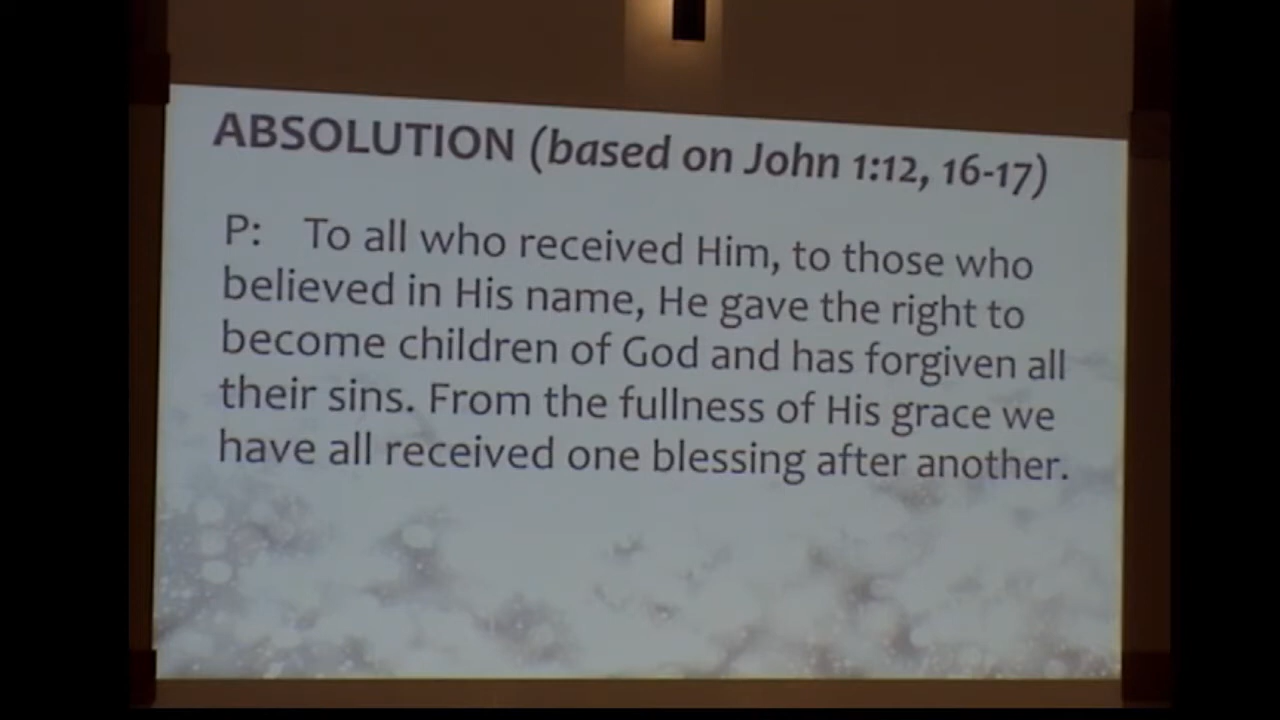 ABSOLUTION (based on John 1:12, 16-17)
P: To all who received Him, to those who
believed in His name, He gave the right to
become children of God and has forgiven all
their sins. From the fullness of His grace we
have all received one blessing after another.